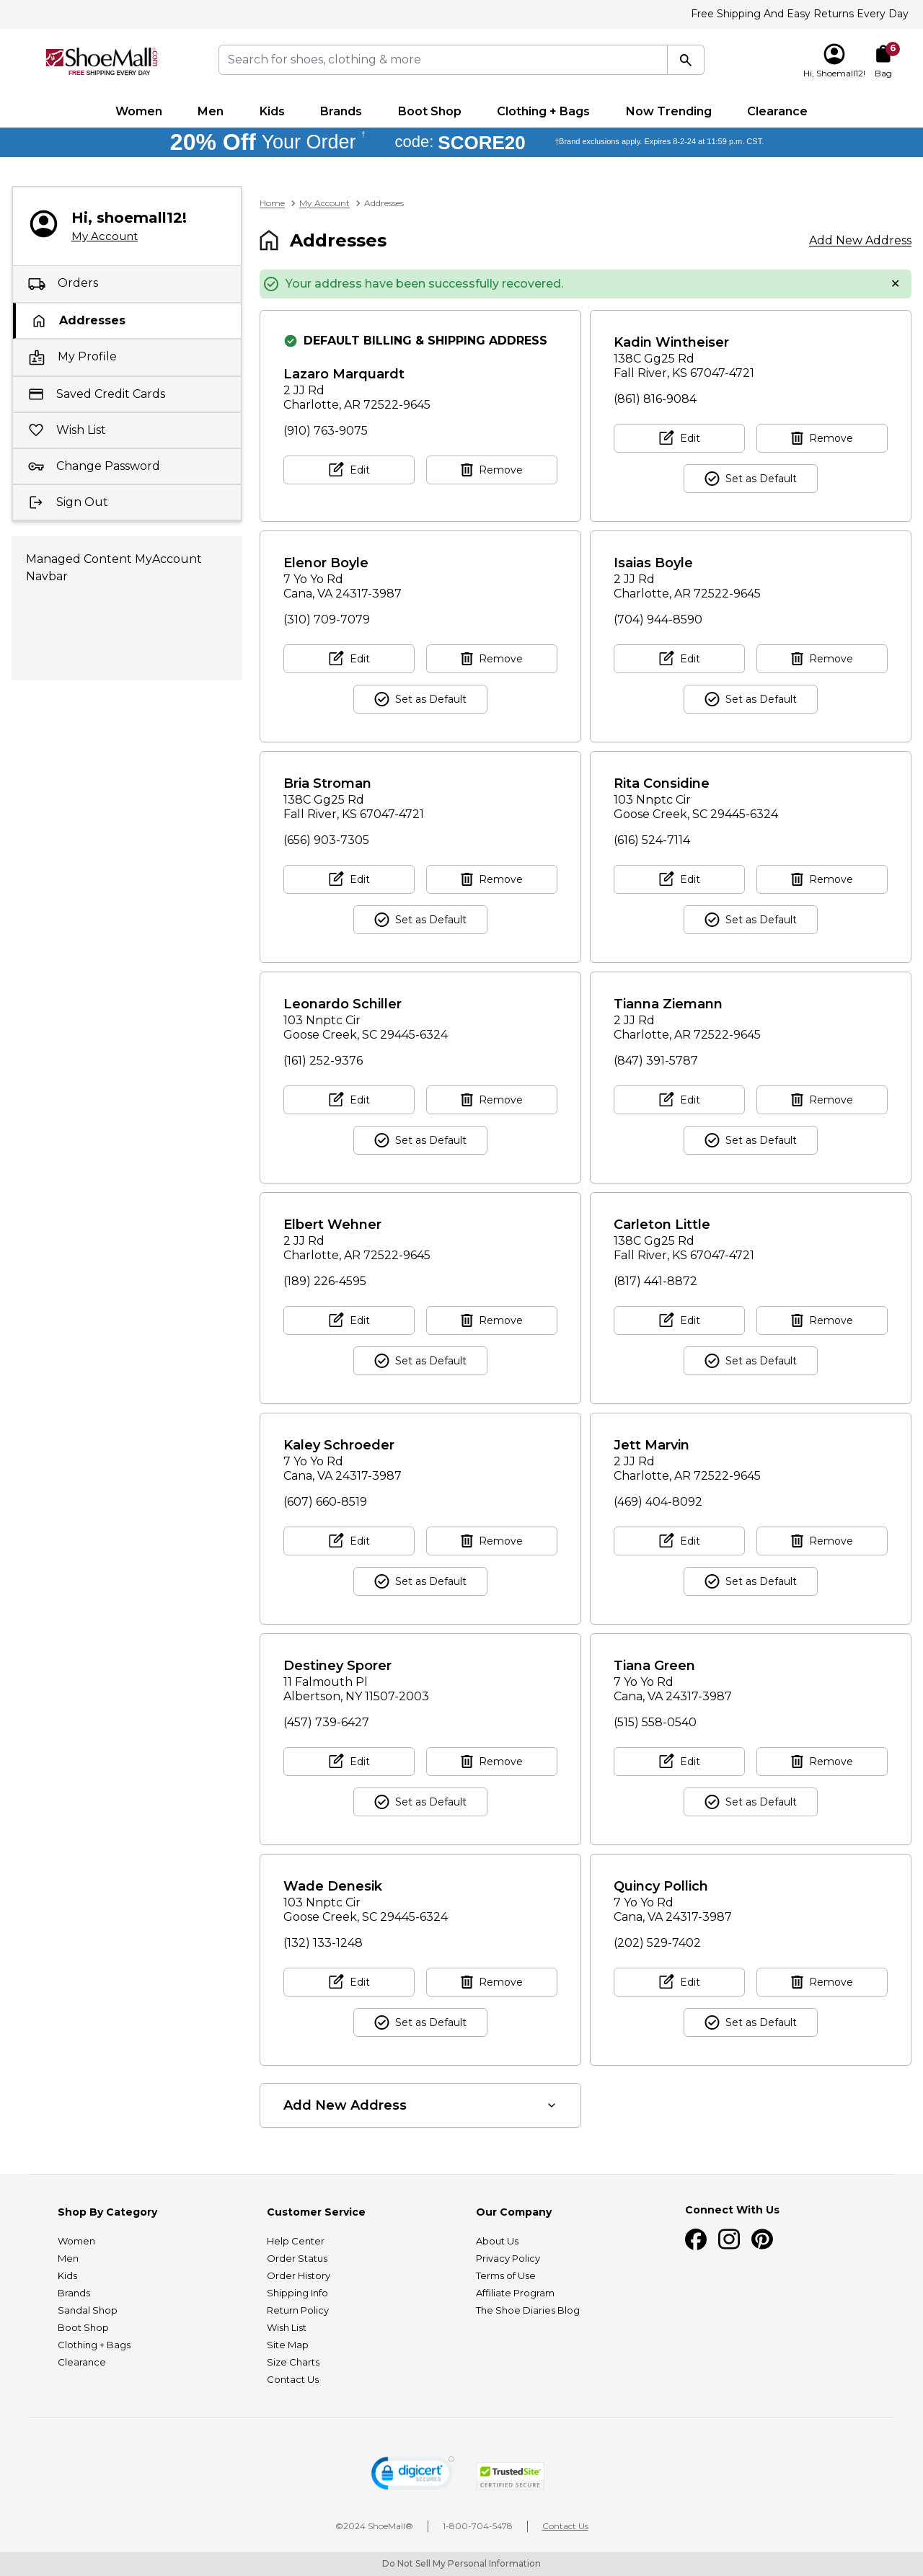 Free Shipping And Easy Returns Every Day
ShoeMall.com
FREE SHIPPING EVERY DAY
Search for shoes, clothing & more
6
Hi, Shoemall12!
Bag
Women Men Kids Brands Boot Shop Clothing + Bags Now Trending Clearance
20% Off Your Order † code: SCORE20 †Brand exclusions apply. Expires 8-2-24 at 11:59 p.m. CST.
Hi, shoemall12!
My Account
Orders
Addresses
My Profile
Saved Credit Cards
Wish List
Change Password
Sign Out
Managed Content MyAccount
Navbar
Home > My Account > Addresses
Addresses
Add New Address
Your address have been successfully recovered. ×
DEFAULT BILLING & SHIPPING ADDRESS
Lazaro Marquardt
2 JJ Rd
Charlotte, AR 72522-9645
(910) 763-9075
Edit Remove
Kadin Wintheiser
138C Gg25 Rd
Fall River, KS 67047-4721
(861) 816-9084
Edit Remove
Set as Default
Elenor Boyle
7 Yo Yo Rd
Cana, VA 24317-3987
(310) 709-7079
Edit Remove
Set as Default
Isaias Boyle
2 JJ Rd
Charlotte, AR 72522-9645
(704) 944-8590
Edit Remove
Set as Default
Bria Stroman
138C Gg25 Rd
Fall River, KS 67047-4721
(656) 903-7305
Edit Remove
Set as Default
Rita Considine
103 Nnptc Cir
Goose Creek, SC 29445-6324
(616) 524-7114
Edit Remove
Set as Default
Leonardo Schiller
103 Nnptc Cir
Goose Creek, SC 29445-6324
(161) 252-9376
Edit Remove
Set as Default
Tianna Ziemann
2 JJ Rd
Charlotte, AR 72522-9645
(847) 391-5787
Edit Remove
Set as Default
Elbert Wehner
2 JJ Rd
Charlotte, AR 72522-9645
(189) 226-4595
Edit Remove
Set as Default
Carleton Little
138C Gg25 Rd
Fall River, KS 67047-4721
(817) 441-8872
Edit Remove
Set as Default
Kaley Schroeder
7 Yo Yo Rd
Cana, VA 24317-3987
(607) 660-8519
Edit Remove
Set as Default
Jett Marvin
2 JJ Rd
Charlotte, AR 72522-9645
(469) 404-8092
Edit Remove
Set as Default
Destiney Sporer
11 Falmouth Pl
Albertson, NY 11507-2003
(457) 739-6427
Edit Remove
Set as Default
Tiana Green
7 Yo Yo Rd
Cana, VA 24317-3987
(515) 558-0540
Edit Remove
Set as Default
Wade Denesik
103 Nnptc Cir
Goose Creek, SC 29445-6324
(132) 133-1248
Edit Remove
Set as Default
Quincy Pollich
7 Yo Yo Rd
Cana, VA 24317-3987
(202) 529-7402
Edit Remove
Set as Default
Add New Address
Shop By Category
Women
Men
Kids
Brands
Sandal Shop
Boot Shop
Clothing + Bags
Clearance
Customer Service
Help Center
Order Status
Order History
Shipping Info
Return Policy
Wish List
Site Map
Size Charts
Contact Us
Our Company
About Us
Privacy Policy
Terms of Use
Affiliate Program
The Shoe Diaries Blog
Connect With Us
digicert
SECURED
TrustedSite
CERTIFIED SECURE
©2024 ShoeMall® | 1-800-704-5478 | Contact Us
Do Not Sell My Personal Information